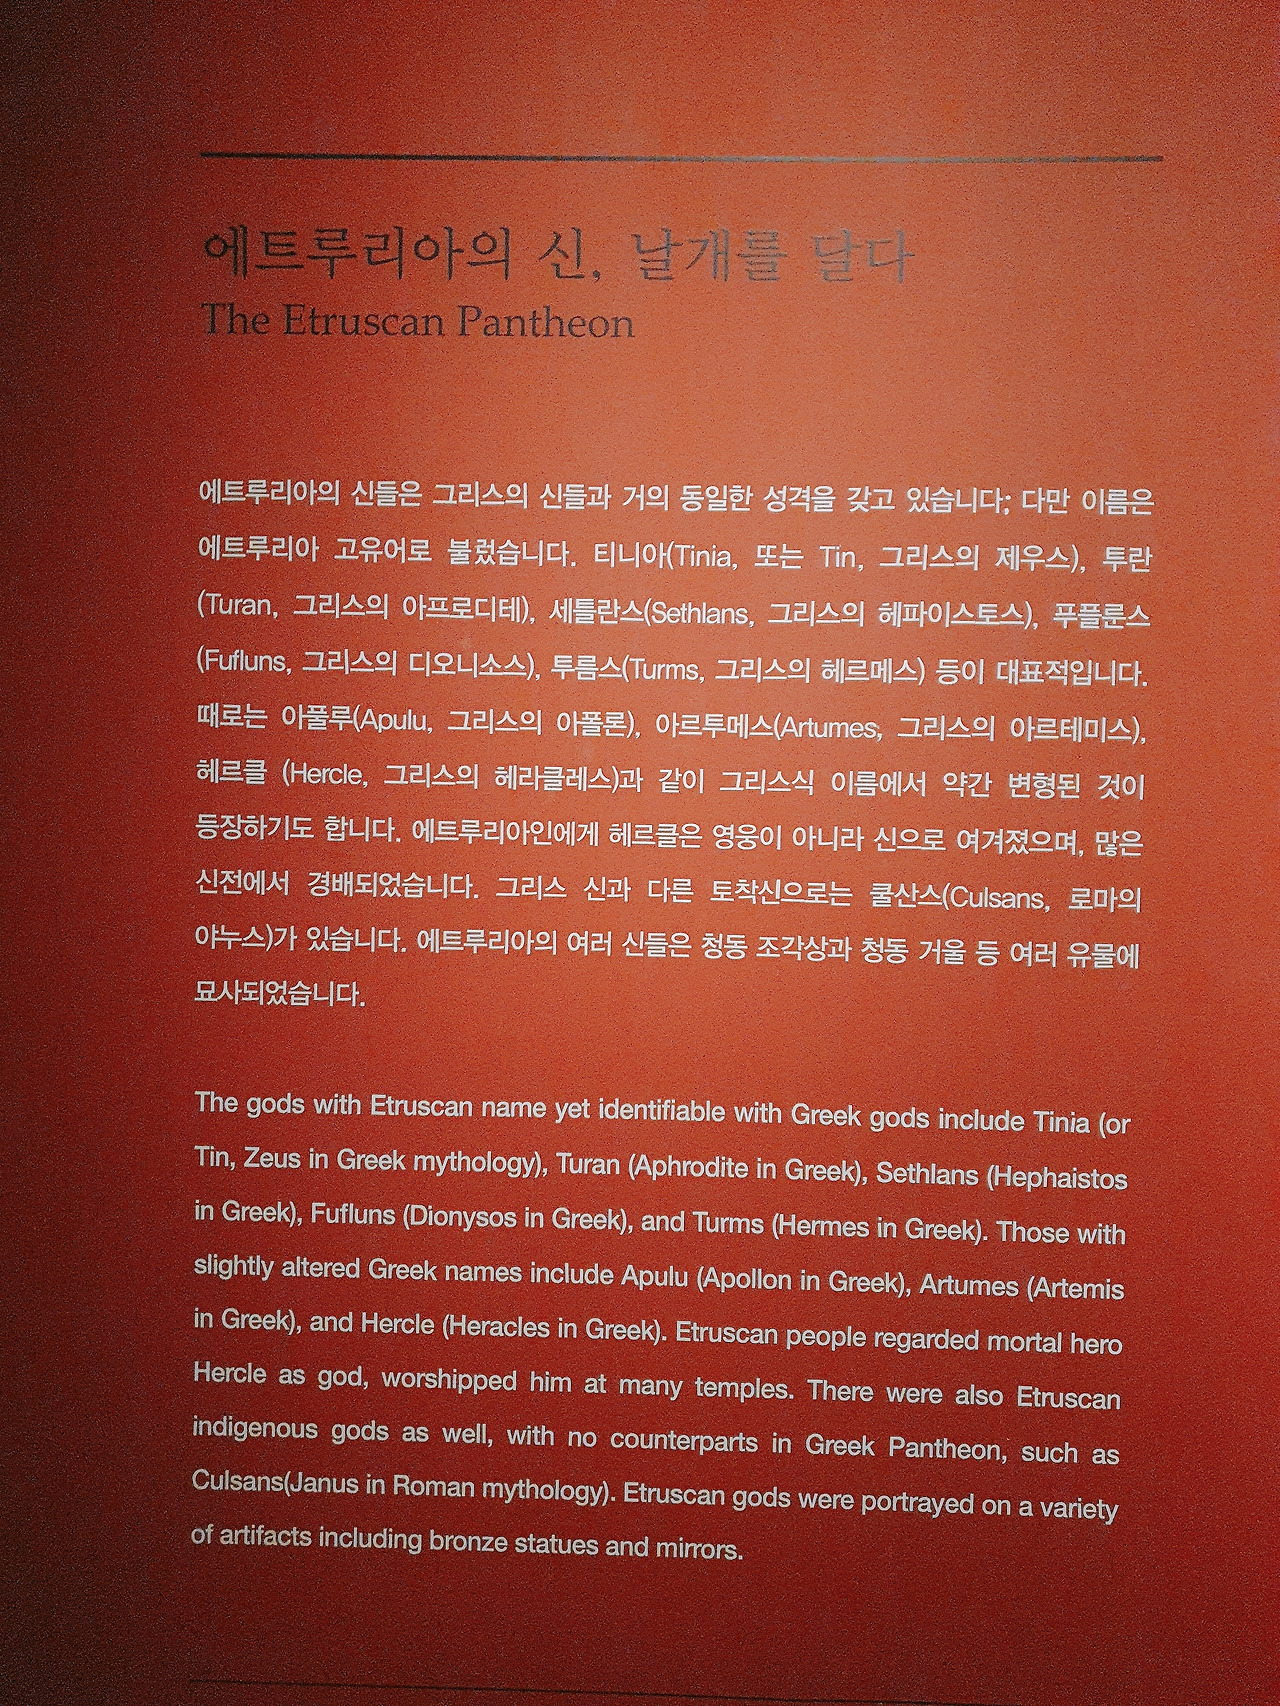 에트루리아의 신, 날개를 달다
The Etruscan Pantheon
에트루리아의 신들은 그리스의 신들과 거의 동일한 성격을 갖고 있습니다; 다만 이름은
에트루리아 고유어로 불렀습니다. 티니아(Tinia, 또는 Tin, 그리스의 제우스), 투란
(Turan, 그리스의 아프로디테), 세틀란스(Sethlans, 그리스의 헤파이스토스), 푸플룬스
(Fufluns, 그리스의 디오니소스), 투름스(Turms, 그리스의 헤르메스) 등이 대표적입니다.
때로는 아풀루(Apulu, 그리스의 아폴론), 아르투메스(Artumes, 그리스의 아르테미스),
헤르클 (Hercle, 그리스의 헤라클레스)과 같이 그리스식 이름에서 약간 변형된 것이
등장하기도 합니다. 에트루리아인에게 헤르클은 영웅이 아니라 신으로 여겨졌으며, 많은
신전에서 경배되었습니다. 그리스 신과 다른 토착신으로는 쿨산스(Culsans, 로마의
야누스)가 있습니다. 에트루리아의 여러 신들은 청동 조각상과 청동 거울 등 여러 유물에
묘사되었습니다.
The gods with Etruscan name yet identifiable with Greek gods include Tinia (or
Tin, Zeus in Greek mythology), Turan (Aphrodite in Greek), Sethlans (Hephaistos
in Greek), Fufluns (Dionysos in Greek), and Turms (Hermes in Greek). Those with
slightly altered Greek names include Apulu (Apollon in Greek), Artumes (Artemis
in Greek), and Hercle (Heracles in Greek). Etruscan people regarded mortal hero
Hercle as god, worshipped him at many temples. There were also Etruscan
indigenous gods as well, with no counterparts in Greek Pantheon, such as
Culsans(Janus in Roman mythology). Etruscan gods were portrayed on a variety
of artifacts including bronze statues and mirrors.